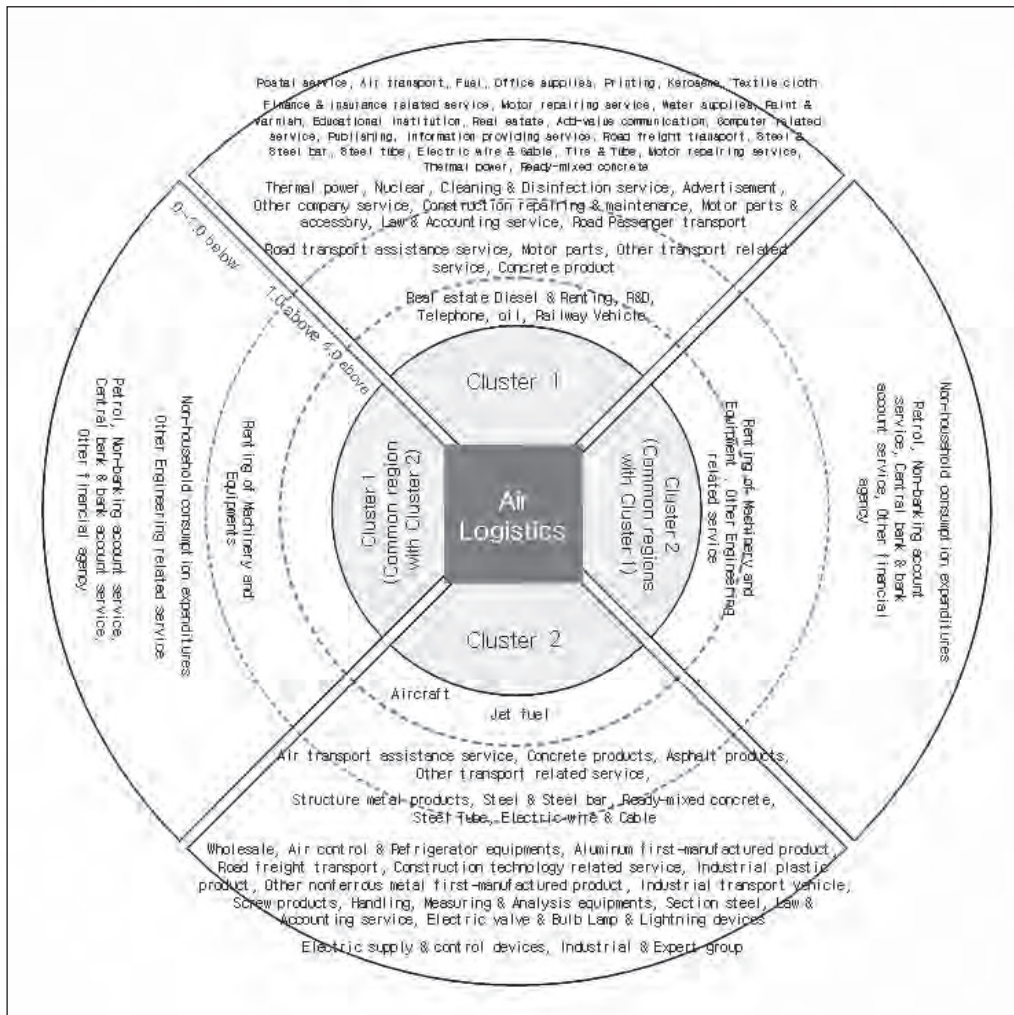 Postal service, Air transport, Fuel, Office supplies, Printing, Kerosene, Textile cloth
Finance & insurance related service, Motor repairing service, Water supplies, Paint &
Varnish, Educational institution, Real estate, Add-value communication, Computer related
service, Publishing, Information providing service, Road freight transport, Steel &
Steel bar, Steel tube, Electric wire & Cable, Tire & Tube, Motor repairing service,
Thermal power, Ready-mixed concrete
Thermal power, Nuclear, Cleaning & Disinfection service, Advertisement,
Other company service, Construction repairing & maintenance, Motor parts &
accessory, Law & Accounting service, Road Passenger transport
Road transport assistance service, Motor parts, Other transport related
service, Concrete product
Real estate Diesel & Renting, R&D,
Telephone, oil, Railway Vehicle
0~1.0 below
1.0 above
4.0 above
Cluster 1
Petrol, Non-banking account service,
Central bank & bank account service,
Other financial agency
Non-household consumption expenditures
Other Engineering related service
Renting of Machinery and
Equipments
Cluster 1
(Common region
with Cluster 2)
Air
Logistics
Cluster 2
(Common regions
with Cluster 1)
Renting of Machinery and
Equipment, Other Engineering
related service
Non-household consumption expenditures
Petrol, Non-banking account
service, Central bank & bank
account service, Other financial
agency
Cluster 2
Aircraft
Jet fuel
Air transport assistance service, Concrete products, Asphalt products,
Other transport related service,
Structure metal products, Steel & Steel bar, Ready-mixed concrete,
Steel Tube, Electric-wire & Cable
Wholesale, Air control & Refrigerator equipments, Aluminum first-manufactured product,
Road freight transport, Construction technology related service, Industrial plastic
product, Other nonferrous metal first-manufactured product, Industrial transport vehicle,
Screw products, Handling, Measuring & Analysis equipments, Section steel, Law &
Accounting service, Electric valve & Bulb Lamp & Lightning devices
Electric supply & control devices, Industrial & Expert group